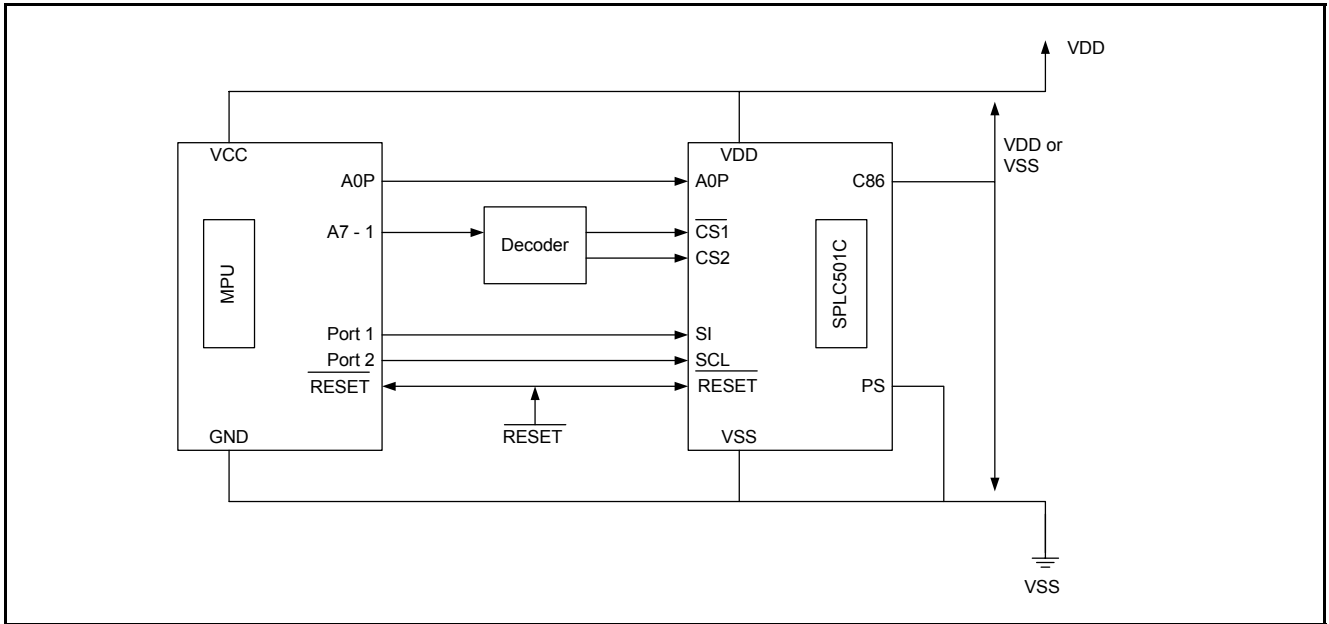 VDD
VCC
VDD
VDD or
VSS
A0P
A0P
C86
A7 - 1
Decoder
CS1
CS2
MPU
SPLC501C
Port 1
SI
Port 2
SCL
RESET
RESET
PS
RESET
GND
VSS
VSS